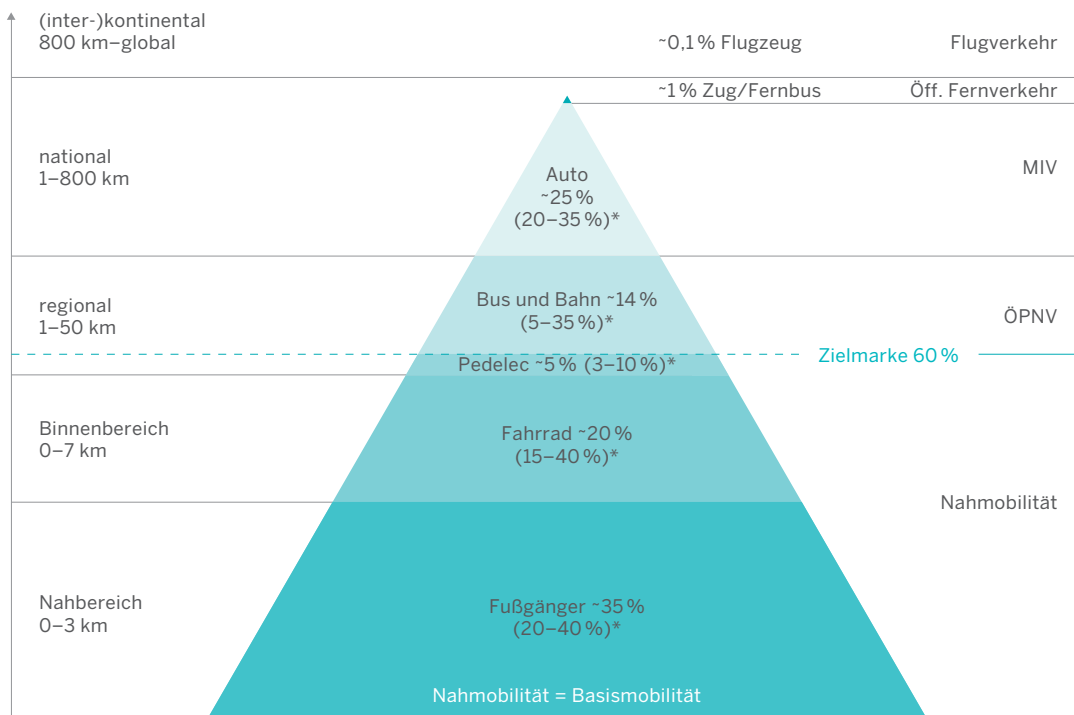 (inter-)kontinental
800 km–global
~0,1 % Flugzeug
Flugverkehr
~1 % Zug/Fernbus
Öff. Fernverkehr
national
1–800 km
Auto
~25 %
(20–35 %)*
MIV
regional
1–50 km
Bus und Bahn ~14 %
(5–35 %)*
ÖPNV
Zielmarke 60 %
Pedelec ~5 % (3–10 %)*
Binnenbereich
0–7 km
Fahrrad ~20 %
(15–40 %)*
Nahmobilität
Nahbereich
0–3 km
Fußgänger ~35 %
(20–40 %)*
Nahmobilität = Basismobilität